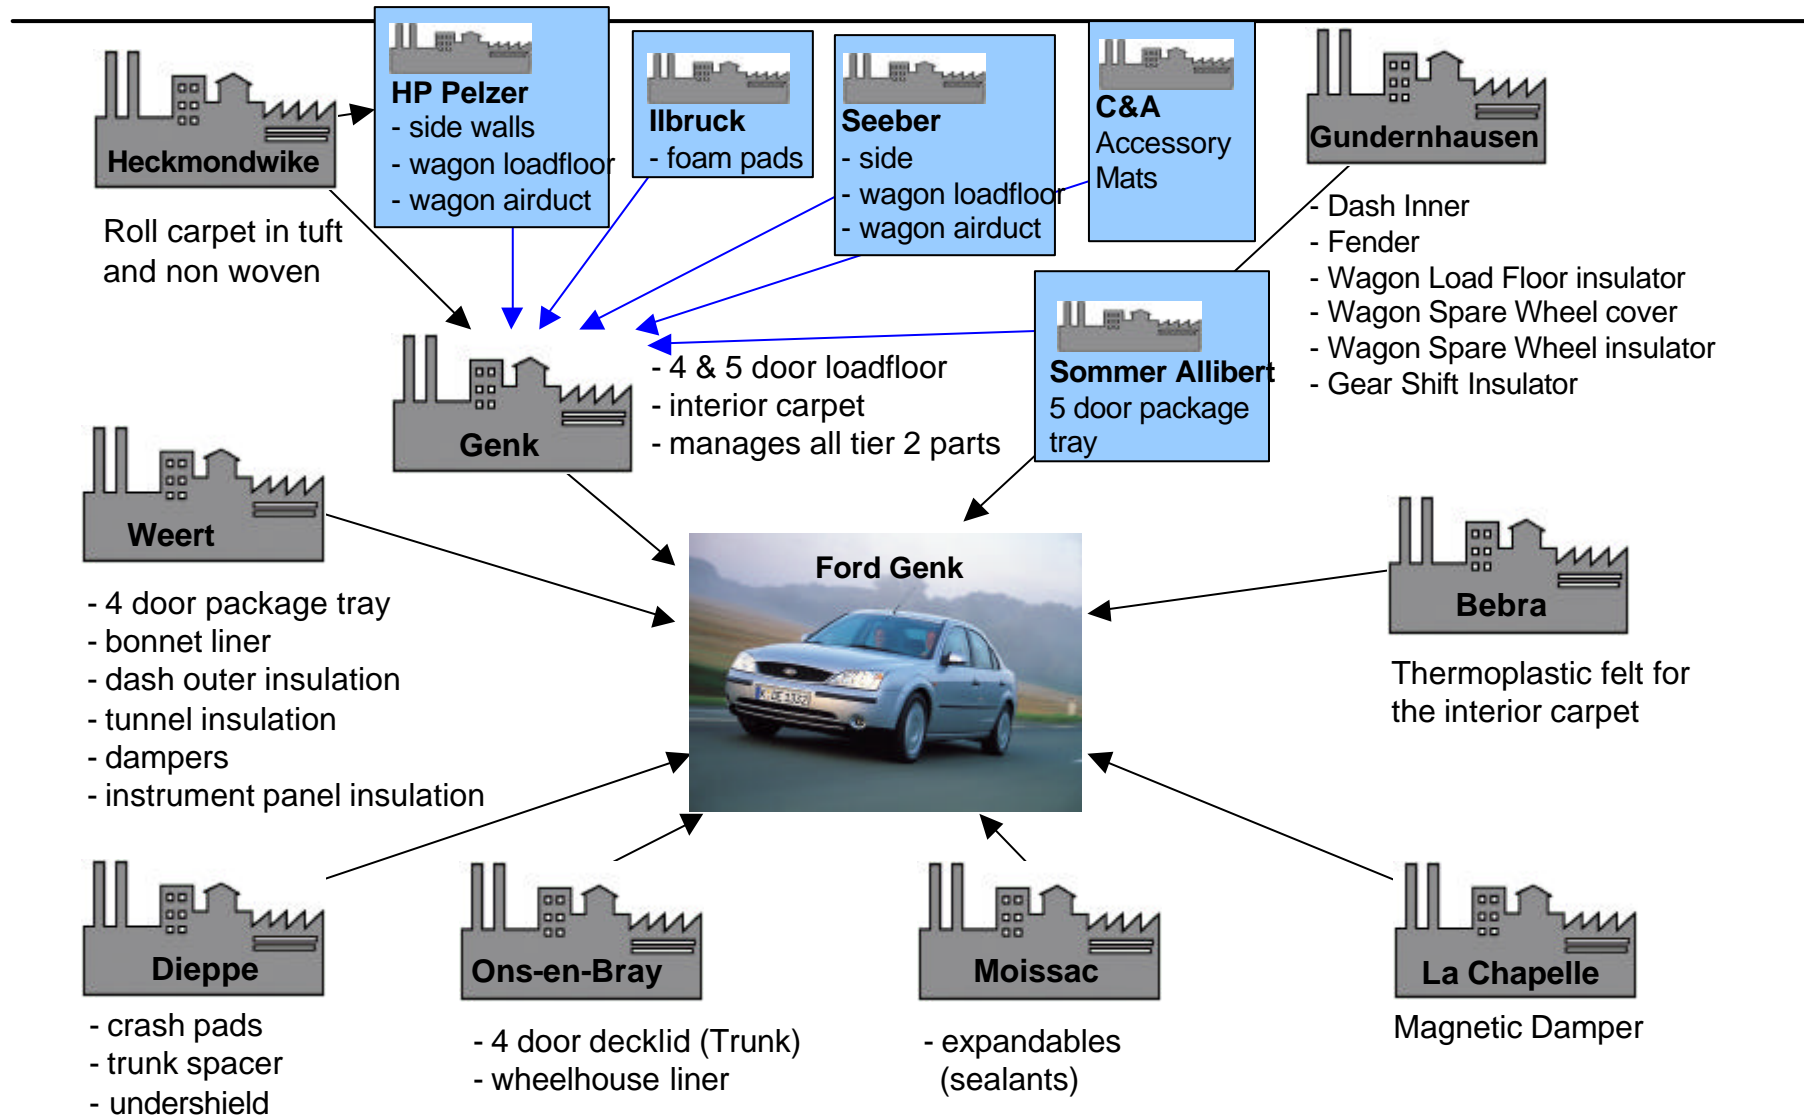 HP Pelzer
- side walls
- wagon loadfloor
- wagon airduct
Ilbruck
- foam pads
Seeber
- side
- wagon loadfloor
- wagon airduct
C&A
Accessory
Mats
Heckmondwike
Roll carpet in tuft
and non woven
Gundernhausen
- Dash Inner
- Fender
- Wagon Load Floor insulator
- Wagon Spare Wheel cover
- Wagon Spare Wheel insulator
- Gear Shift Insulator
Sommer Allibert
5 door package
tray
Genk
- 4 & 5 door loadfloor
- interior carpet
- manages all tier 2 parts
Weert
- 4 door package tray
- bonnet liner
- dash outer insulation
- tunnel insulation
- dampers
- instrument panel insulation
Ford Genk
Bebra
Thermoplastic felt for
the interior carpet
Dieppe
- crash pads
- trunk spacer
- undershield
Ons-en-Bray
- 4 door decklid (Trunk)
- wheelhouse liner
Moissac
- expandables
(sealants)
La Chapelle
Magnetic Damper